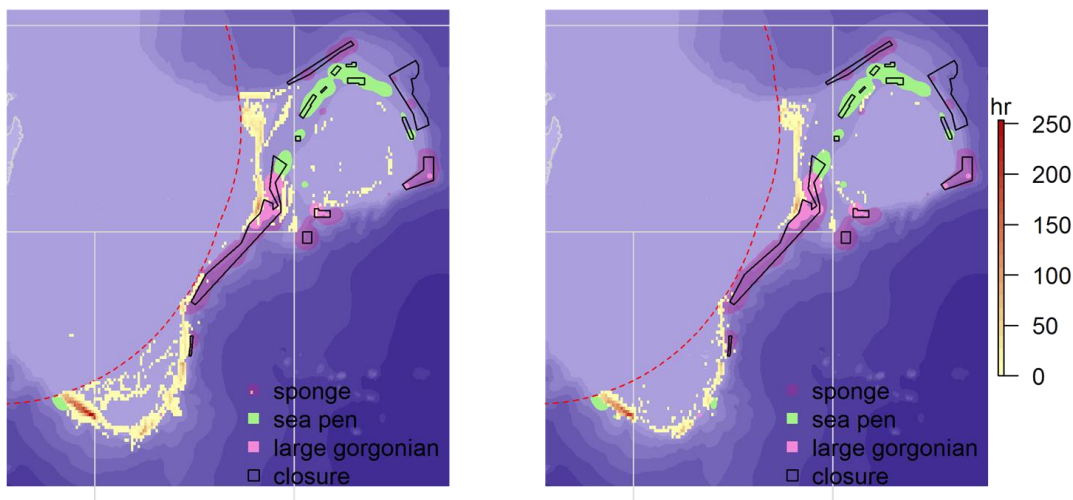 sponge
sea pen
large gorgonian
closure
sponge
sea pen
large gorgonian
closure
hr
250
200
150
100
50
0